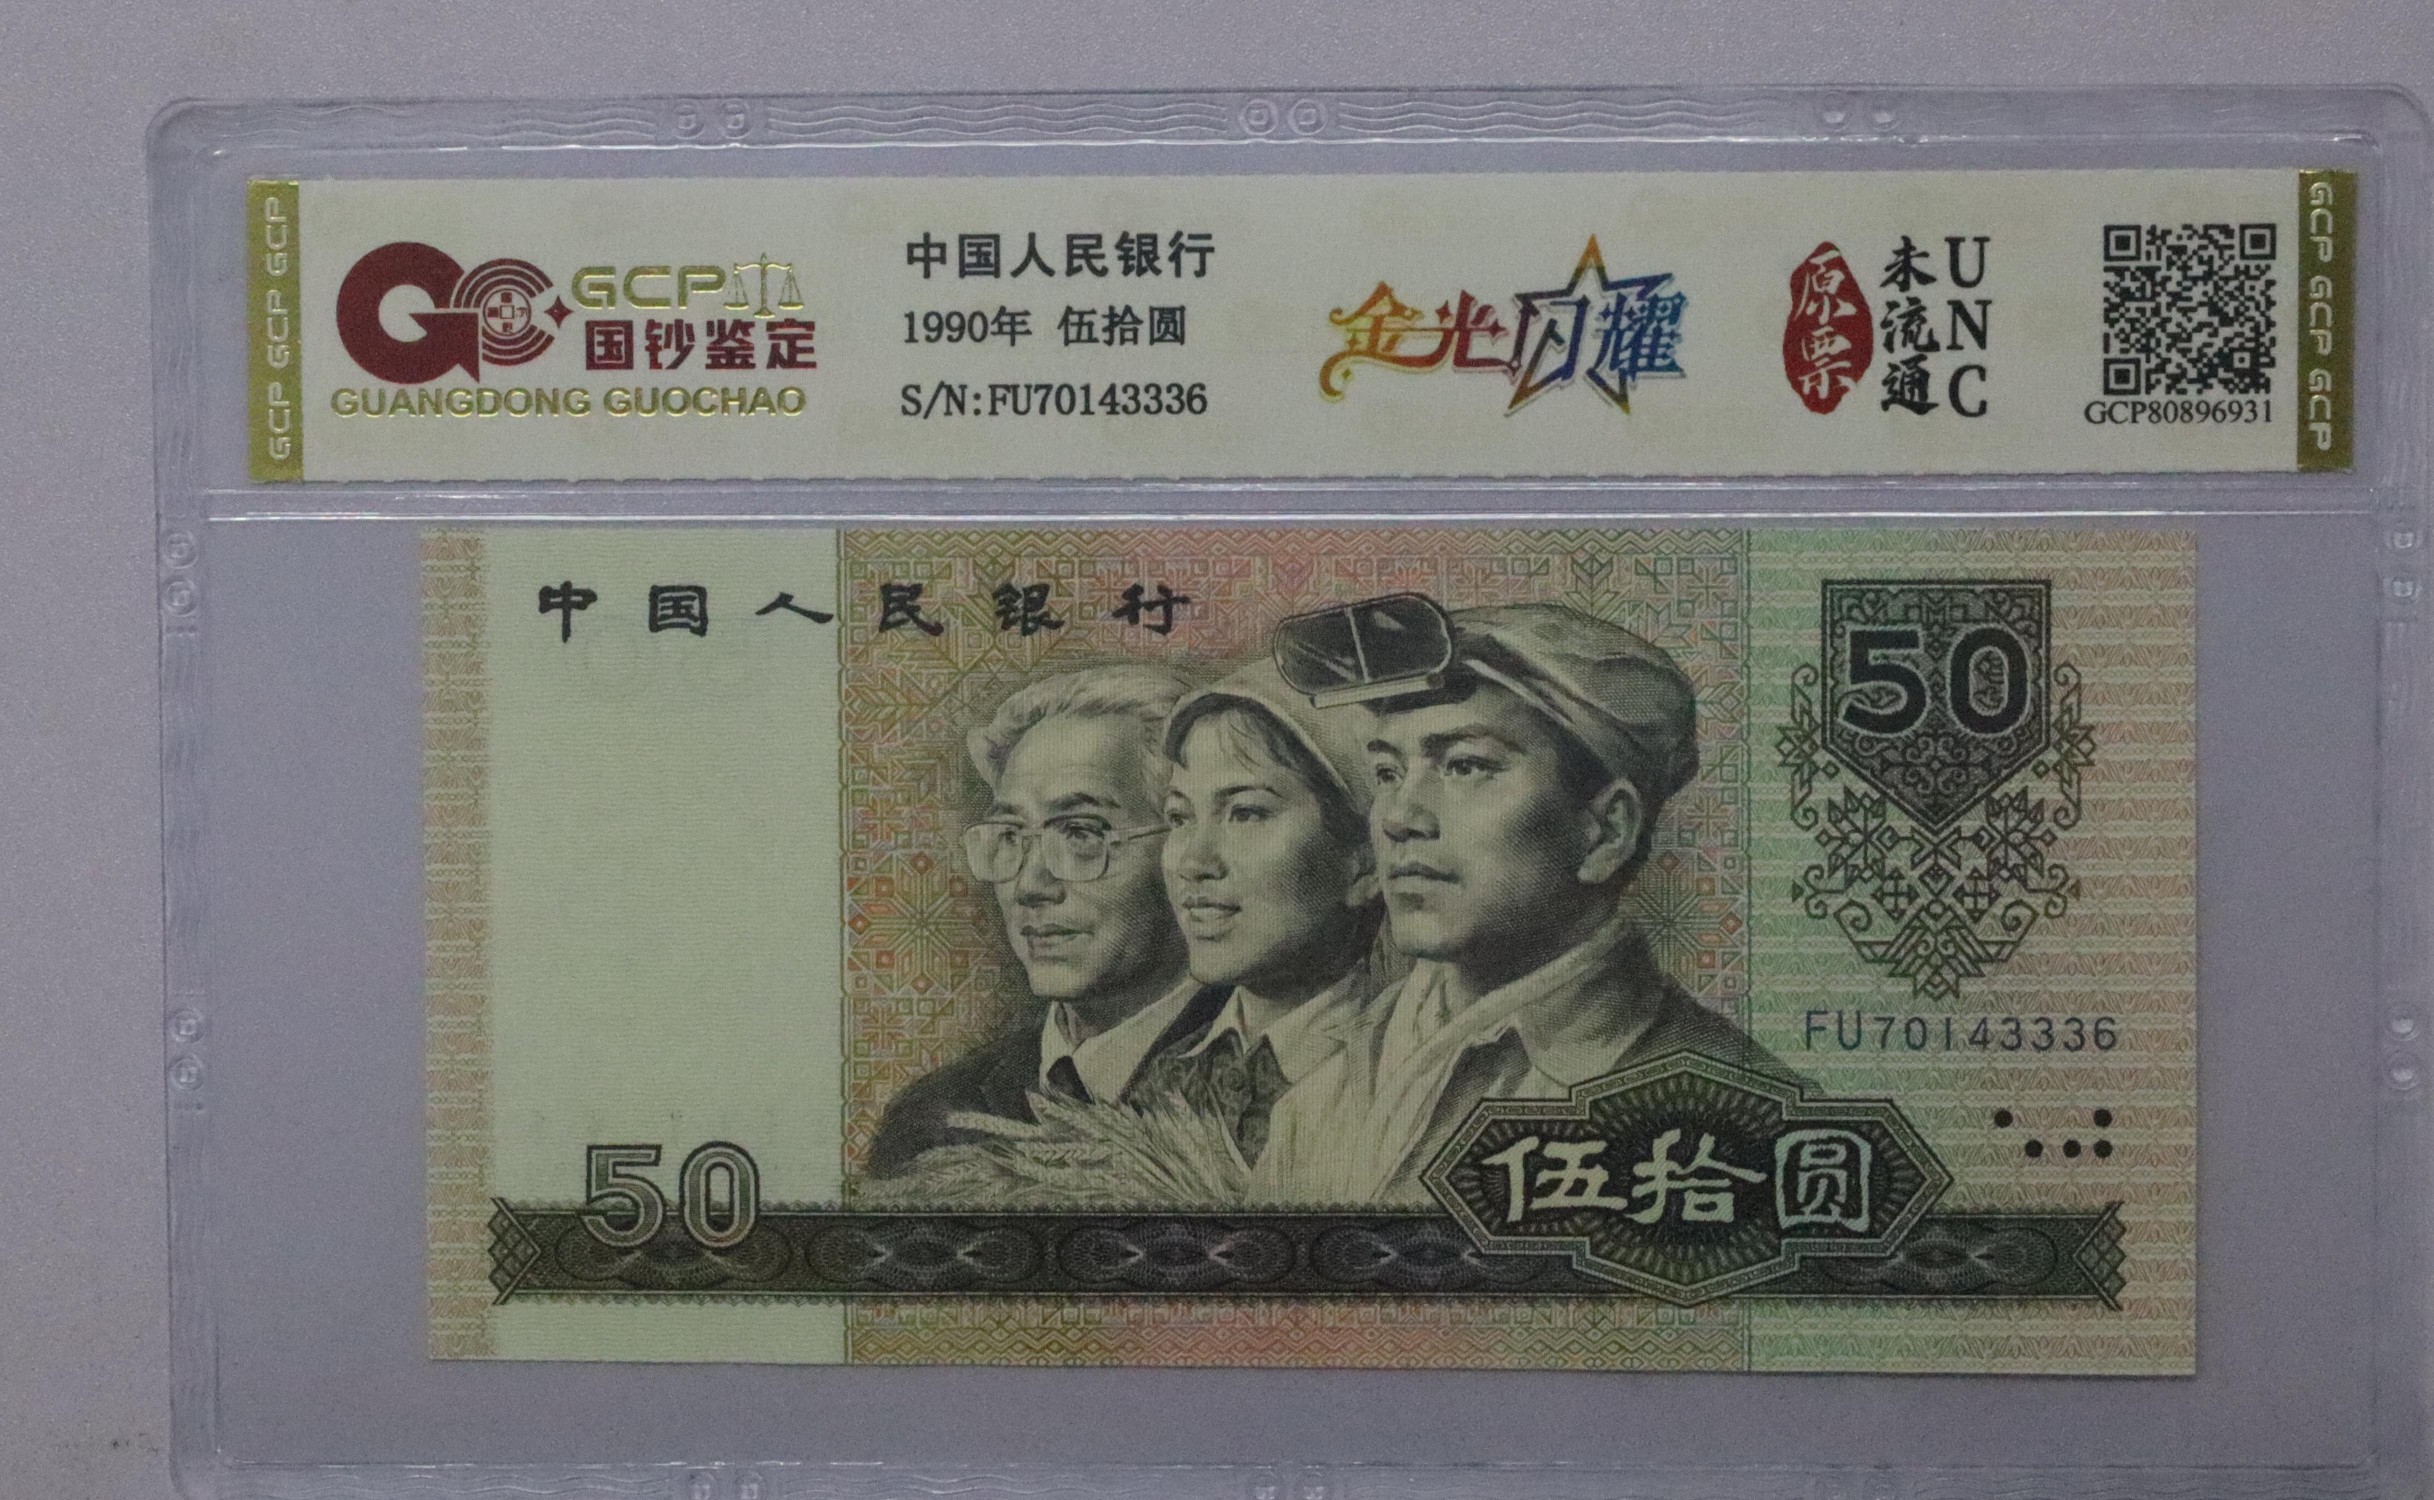 GCP GCP GCP
GCP
国钞鉴定
GUANGDONG GUOCHAO
中国人民银行
1990年 伍拾圆
S/N:FU70143336
金光闪耀
原票
未流通
UNC
GCP80896931
GCP GCP GCP
中国人民银行
50
FU70143336
50
伍拾圆